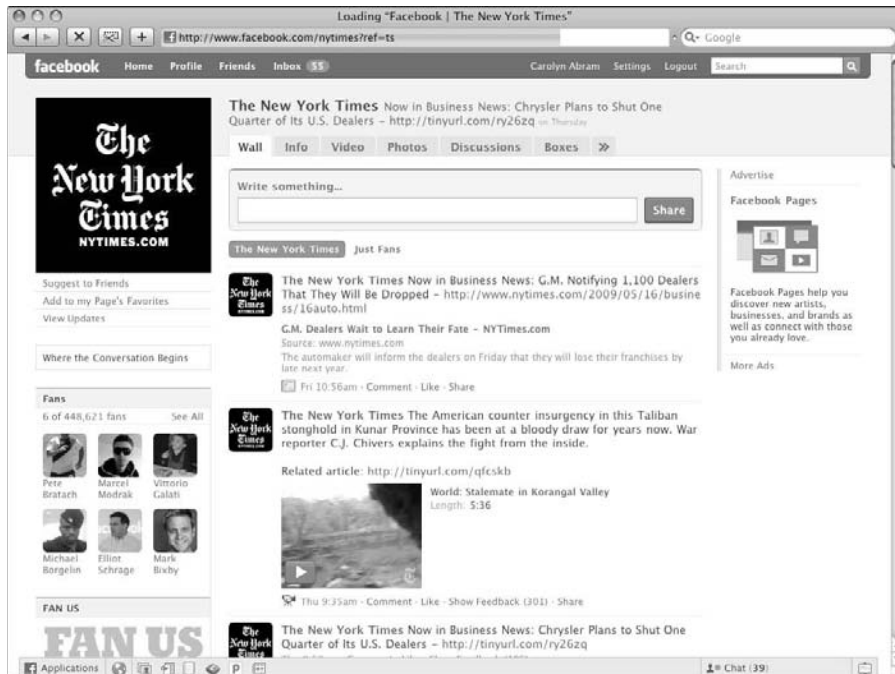 Loading “Facebook | The New York Times”
http://www.facebook.com/nytimes?ref=ts
Google
facebook Home Profile Friends Inbox 55 Carolyn Abram Settings Logout Search
The New York Times
NYTIMES.COM
Suggest to Friends
Add to my Page's Favorites
View Updates
Where the Conversation Begins
Fans
6 of 448,621 fans See All
Pete Bratach
Marcel Modrak
Vittorio Galati
Michael Borgelin
Elliot Schrage
Mark Bixby
FAN US
FAN US
The New York Times Now in Business News: Chrysler Plans to Shut One
Quarter of Its U.S. Dealers – http://tinyurl.com/ry26zq on Thursday
Wall Info Video Photos Discussions Boxes »
Write something...
Share
The New York Times Just Fans
The New York Times
The New York Times Now in Business News: G.M. Notifying 1,100 Dealers
That They Will Be Dropped – http://www.nytimes.com/2009/05/16/busine
ss/16auto.html
G.M. Dealers Wait to Learn Their Fate – NYTimes.com
Source: www.nytimes.com
The automaker will inform the dealers on Friday that they will lose their franchises by
late next year.
Fri 10:56am · Comment · Like · Share
The New York Times
The New York Times The American counter insurgency in this Taliban
stonghold in Kunar Province has been at a bloody draw for years now. War
reporter C.J. Chivers explains the fight from the inside.
Related article: http://tinyurl.com/qfcskb
World: Stalemate in Korangal Valley
Length: 5:36
Thu 9:35am · Comment · Like · Show Feedback (301) · Share
The New York Times
The New York Times Now in Business News: Chrysler Plans to Shut One
Quarter of Its U.S. Dealers – http://tinyurl.com/ry26zq
Advertise
Facebook Pages
Facebook Pages help you
discover new artists,
businesses, and brands as
well as connect with those
you already love.
More Ads
Applications
Chat (39)